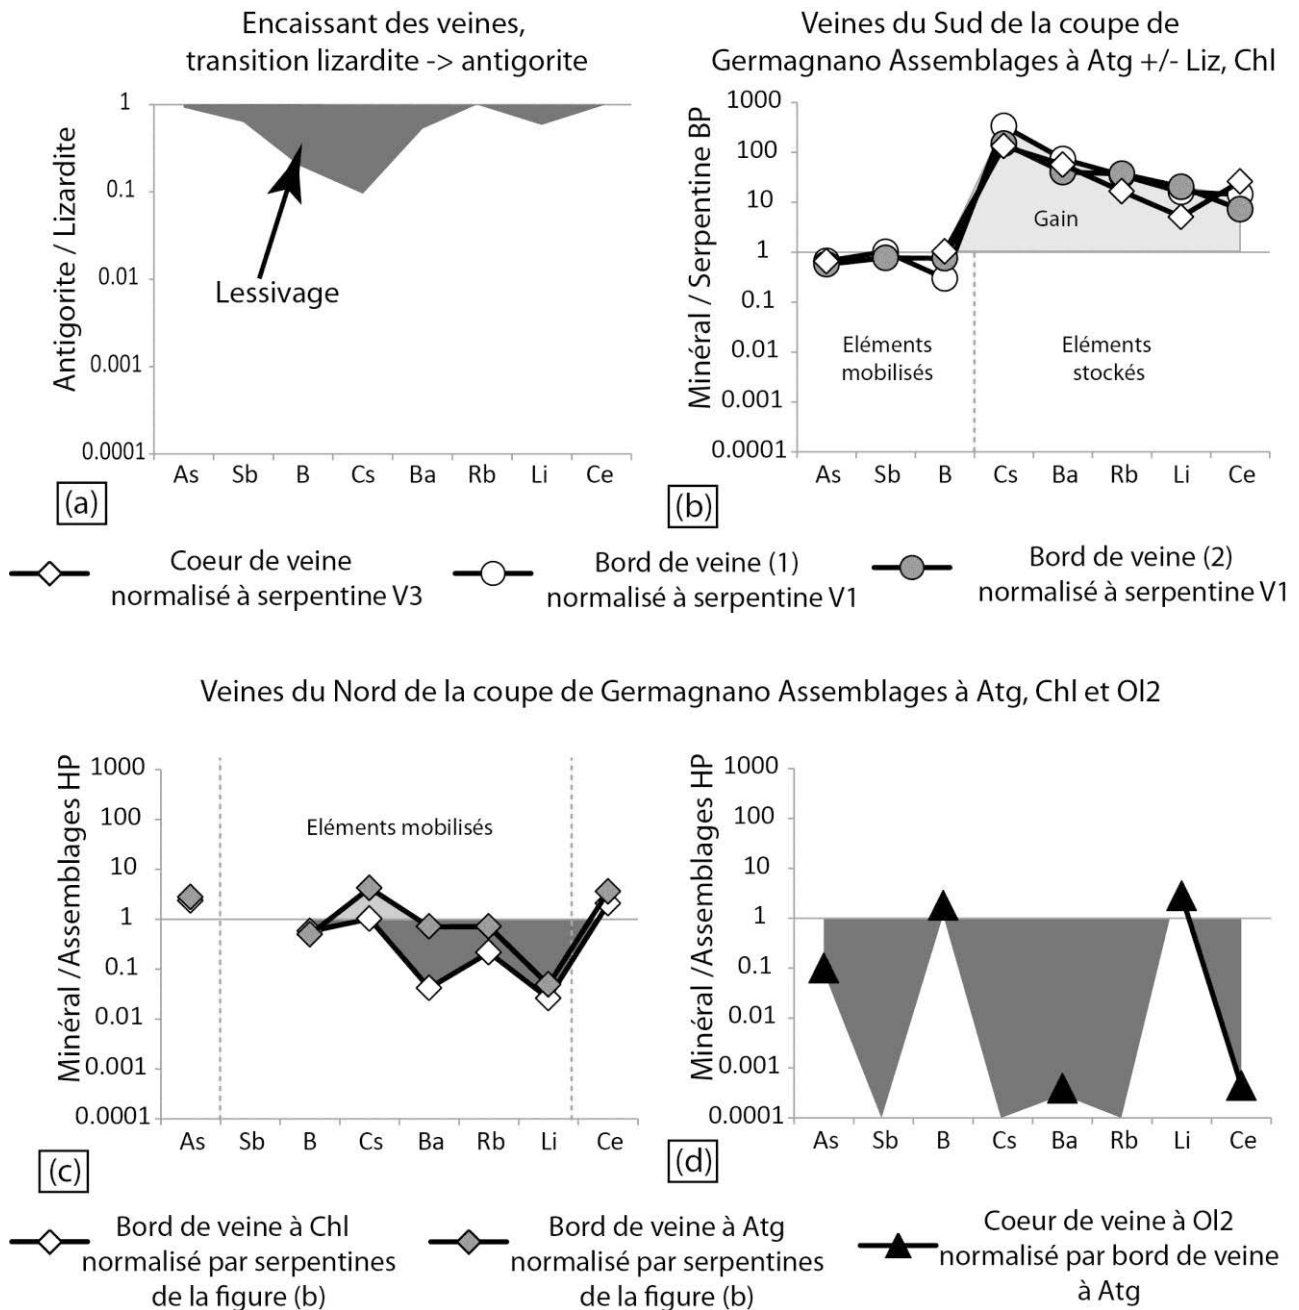 Encaissant des veines,
transition lizardite -> antigorite
Antigorite / Lizardite
1
0.1
0.01
0.001
0.0001
Lessivage
As Sb B Cs Ba Rb Li Ce
(a)
Veines du Sud de la coupe de
Germagnano Assemblages à Atg +/- Liz, Chl
Minéral / Serpentine BP
1000
100
10
1
0.1
0.01
0.001
0.0001
Gain
Eléments
mobilisés
Eléments
stockés
As Sb B Cs Ba Rb Li Ce
(b)
Coeur de veine
normalisé à serpentine V3
Bord de veine (1)
normalisé à serpentine V1
Bord de veine (2)
normalisé à serpentine V1
Veines du Nord de la coupe de Germagnano Assemblages à Atg, Chl et Ol2
Minéral /Assemblages HP
1000
100
10
1
0.1
0.01
0.001
0.0001
Eléments mobilisés
As Sb B Cs Ba Rb Li Ce
(c)
Minéral /Assemblages HP
1000
100
10
1
0.1
0.01
0.001
0.0001
As Sb B Cs Ba Rb Li Ce
(d)
Bord de veine à Chl
normalisé par serpentines
de la figure (b)
Bord de veine à Atg
normalisé par serpentines
de la figure (b)
Coeur de veine à Ol2
normalisé par bord de veine
à Atg